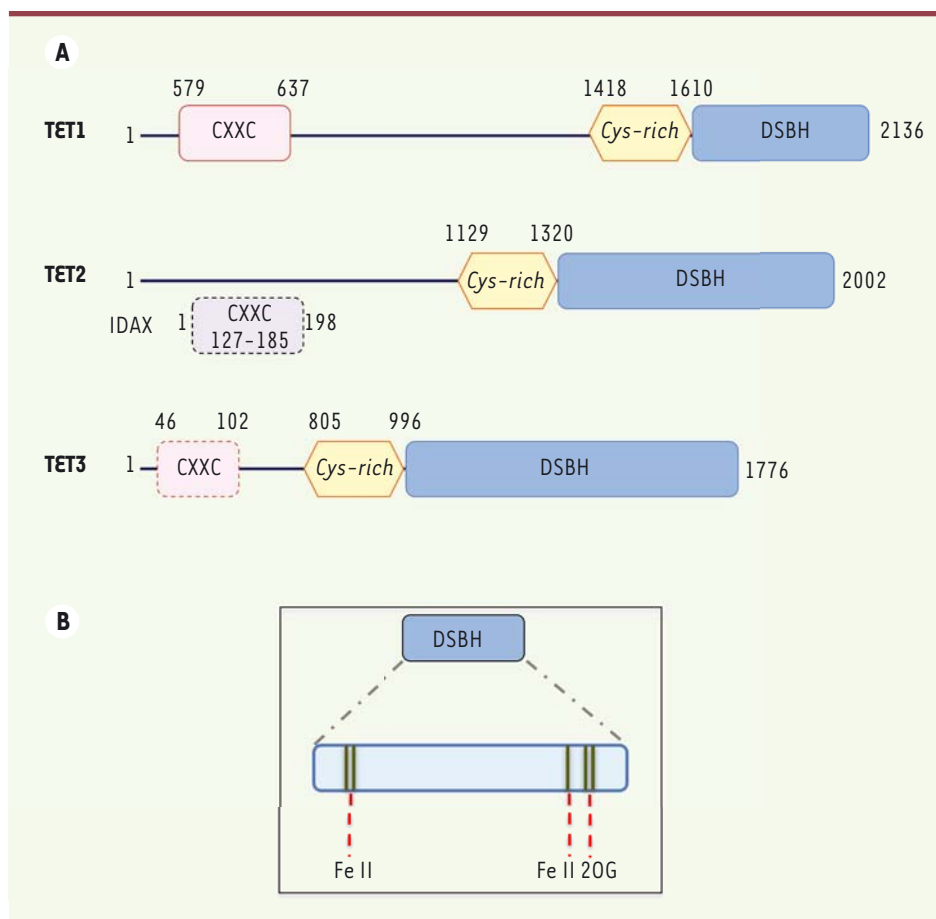 A
579 637 1418 1610
TET1 1 CXXC Cys-rich DSBH 2136
1129 1320
TET2 1 Cys-rich DSBH 2002
IDAX 1 CXXC 198
127-185
46 102 805 996
TET3 1 CXXC Cys-rich DSBH 1776
B
DSBH
Fe II Fe II 2OG